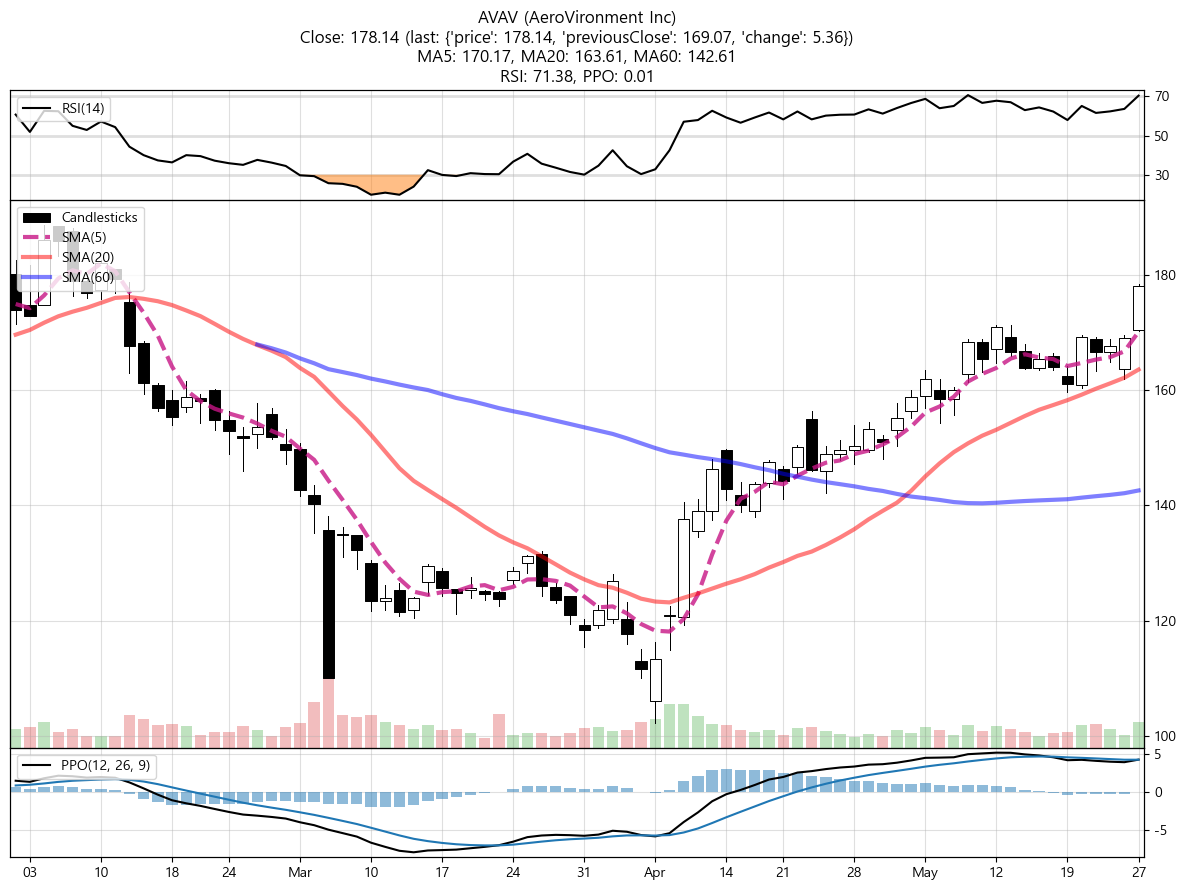 AVAV (AeroVironment Inc)
Close: 178.14 (last: {'price': 178.14, 'previousClose': 169.07, 'change': 5.36})
MA5: 170.17, MA20: 163.61, MA60: 142.61
RSI: 71.38, PPO: 0.01
RSI(14)
70
50
30
Candlesticks
SMA(5)
SMA(20)
SMA(60)
180
160
140
120
100
PPO(12, 26, 9)
5
0
-5
03 10 18 24 Mar 10 17 24 31 Apr 14 21 28 May 12 19 27